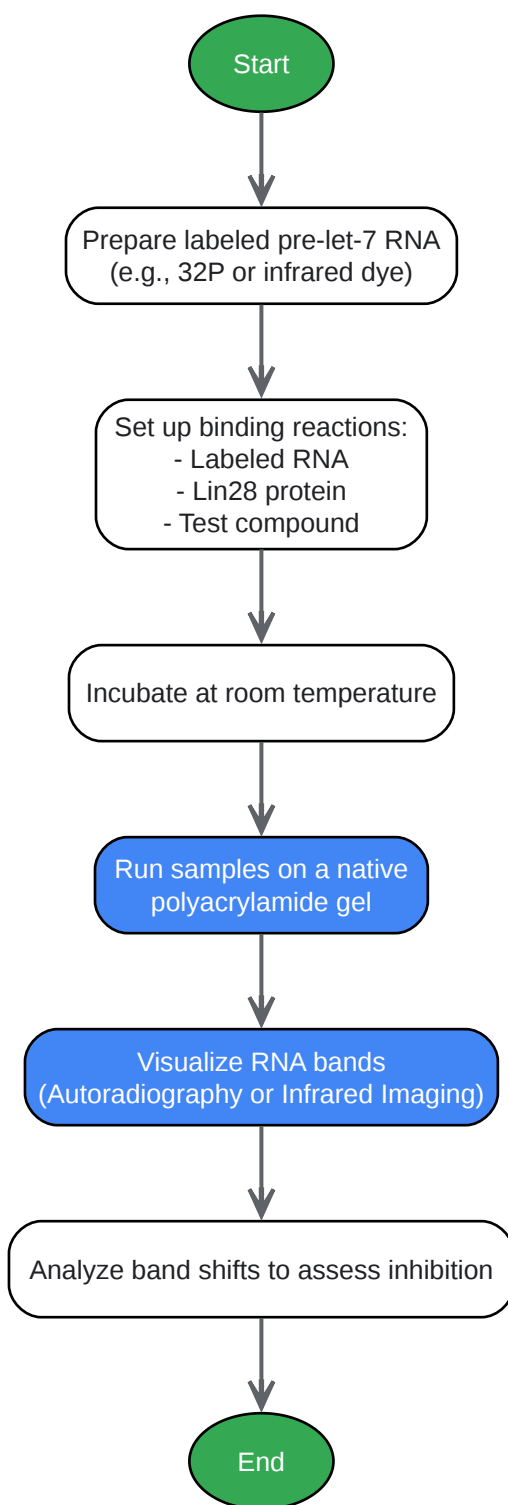 Start
Prepare labeled pre-let-7 RNA
(e.g., 32P or infrared dye)
Set up binding reactions:
- Labeled RNA
- Lin28 protein
- Test compound
Incubate at room temperature
Run samples on a native
polyacrylamide gel
Visualize RNA bands
(Autoradiography or Infrared Imaging)
Analyze band shifts to assess inhibition
End